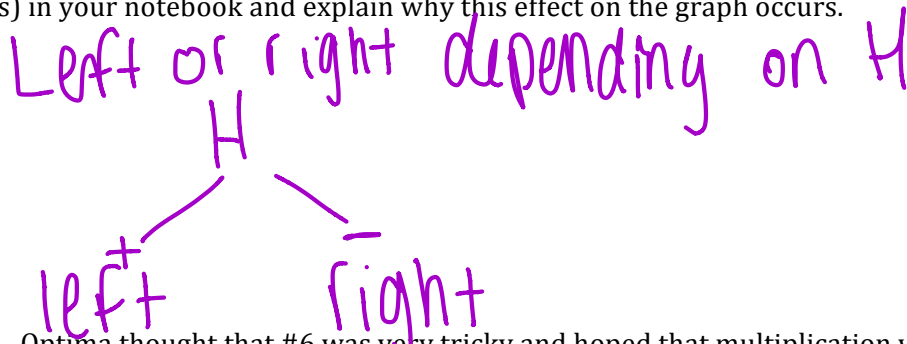 s) in your notebook and explain why this effect on the graph occurs.
Left or right depending on H
H
+ –
left right
Optima thought that #6 was very tricky and hoped that multiplication